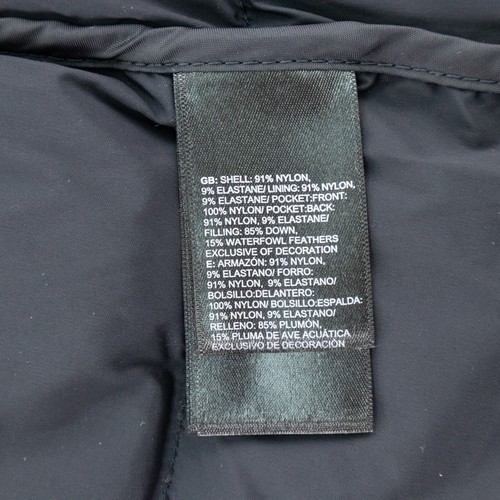 GB: SHELL: 91% NYLON,
9% ELASTANE/ LINING: 91% NYLON,
9% ELASTANE/ POCKET:FRONT:
100% NYLON/ POCKET:BACK:
91% NYLON, 9% ELASTANE/
FILLING: 85% DOWN,
15% WATERFOWL FEATHERS
EXCLUSIVE OF DECORATION
E: ARMAZÓN: 91% NYLON,
9% ELASTANO/ FORRO:
91% NYLON, 9% ELASTANO/
BOLSILLO:DELANTERO:
100% NYLON/ BOLSILLO:ESPALDA:
91% NYLON, 9% ELASTANO/
RELLENO: 85% PLUMÓN,
15% PLUMA DE AVE ACUÁTICA
EXCLUSIVO DE DECORACIÓN